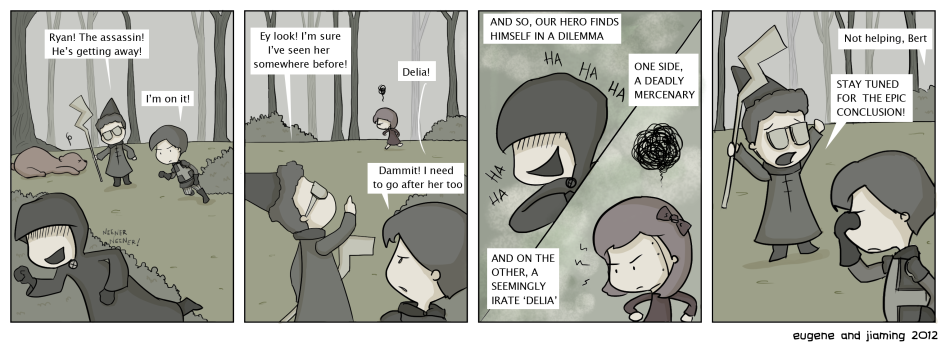 Ryan! The assassin!
He's getting away!
I'm on it!
NEENER
NEENER!
Ey look! I'm sure
I've seen her
somewhere before!
Delia!
Dammit! I need
to go after her too
AND SO, OUR HERO FINDS
HIMSELF IN A DILEMMA
HA
HA
HA
HA
HA
ONE SIDE,
A DEADLY
MERCENARY
AND ON THE
OTHER, A
SEEMINGLY
IRATE ‘DELIA’
Not helping, Bert
STAY TUNED
FOR THE EPIC
CONCLUSION!
eugene and jiaming 2012